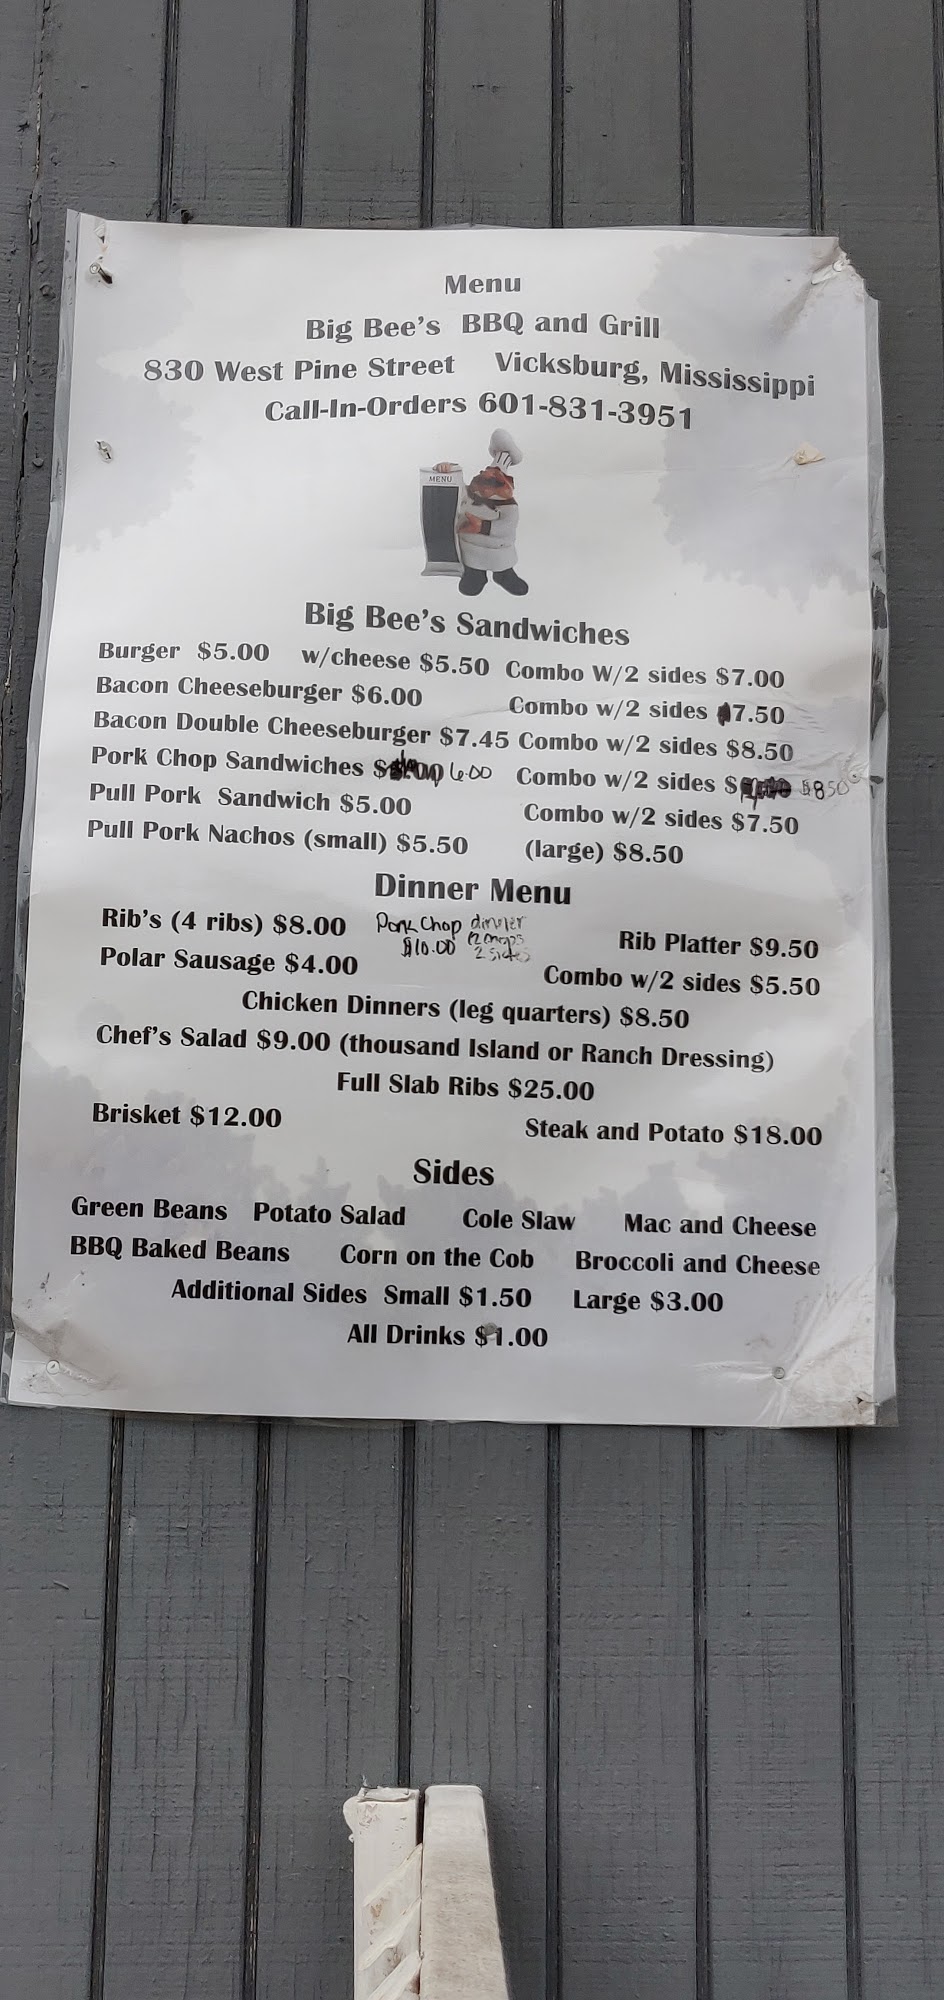 Menu
Big Bee's BBQ and Grill
830 West Pine Street Vicksburg, Mississippi
Call-In-Orders 601-831-3951
MENU
Big Bee's Sandwiches
Burger $5.00 w/cheese $5.50 Combo W/2 sides $7.00
Bacon Cheeseburger $6.00 Combo w/2 sides 7.50
Bacon Double Cheeseburger $7.45 Combo w/2 sides $8.50
Pork Chop Sandwiches $ 6.00 Combo w/2 sides $ $8.50
Pull Pork Sandwich $5.00 Combo w/2 sides $7.50
Pull Pork Nachos (small) $5.50 (large) $8.50
Dinner Menu
Rib's (4 ribs) $8.00 Pork Chop dinner Rib Platter $9.50
$10.00 2 chops
2 sides
Polar Sausage $4.00 Combo w/2 sides $5.50
Chicken Dinners (leg quarters) $8.50
Chef's Salad $9.00 (thousand Island or Ranch Dressing)
Full Slab Ribs $25.00
Brisket $12.00 Steak and Potato $18.00
Sides
Green Beans Potato Salad Cole Slaw Mac and Cheese
BBQ Baked Beans Corn on the Cob Broccoli and Cheese
Additional Sides Small $1.50 Large $3.00
All Drinks $1.00